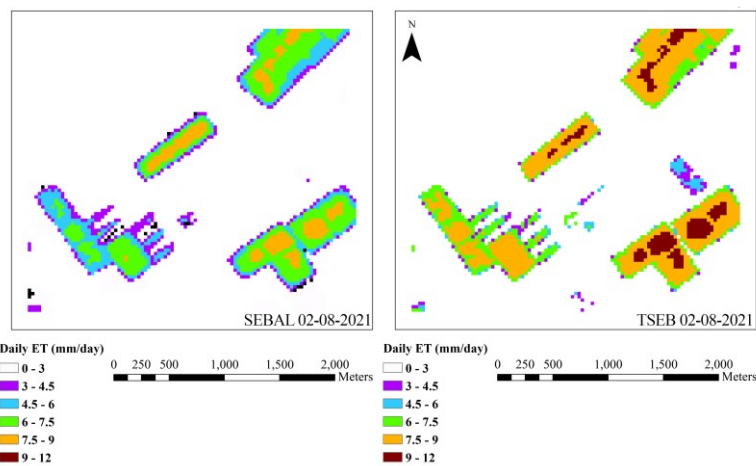 N
SEBAL 02-08-2021
TSEB 02-08-2021
Daily ET (mm/day)
0 - 3
3 - 4.5
4.5 - 6
6 - 7.5
7.5 - 9
9 - 12
0 250 500 1,000 1,500 2,000
Meters
Daily ET (mm/day)
0 - 3
3 - 4.5
4.5 - 6
6 - 7.5
7.5 - 9
9 - 12
0 250 500 1,000 1,500 2,000
Meters